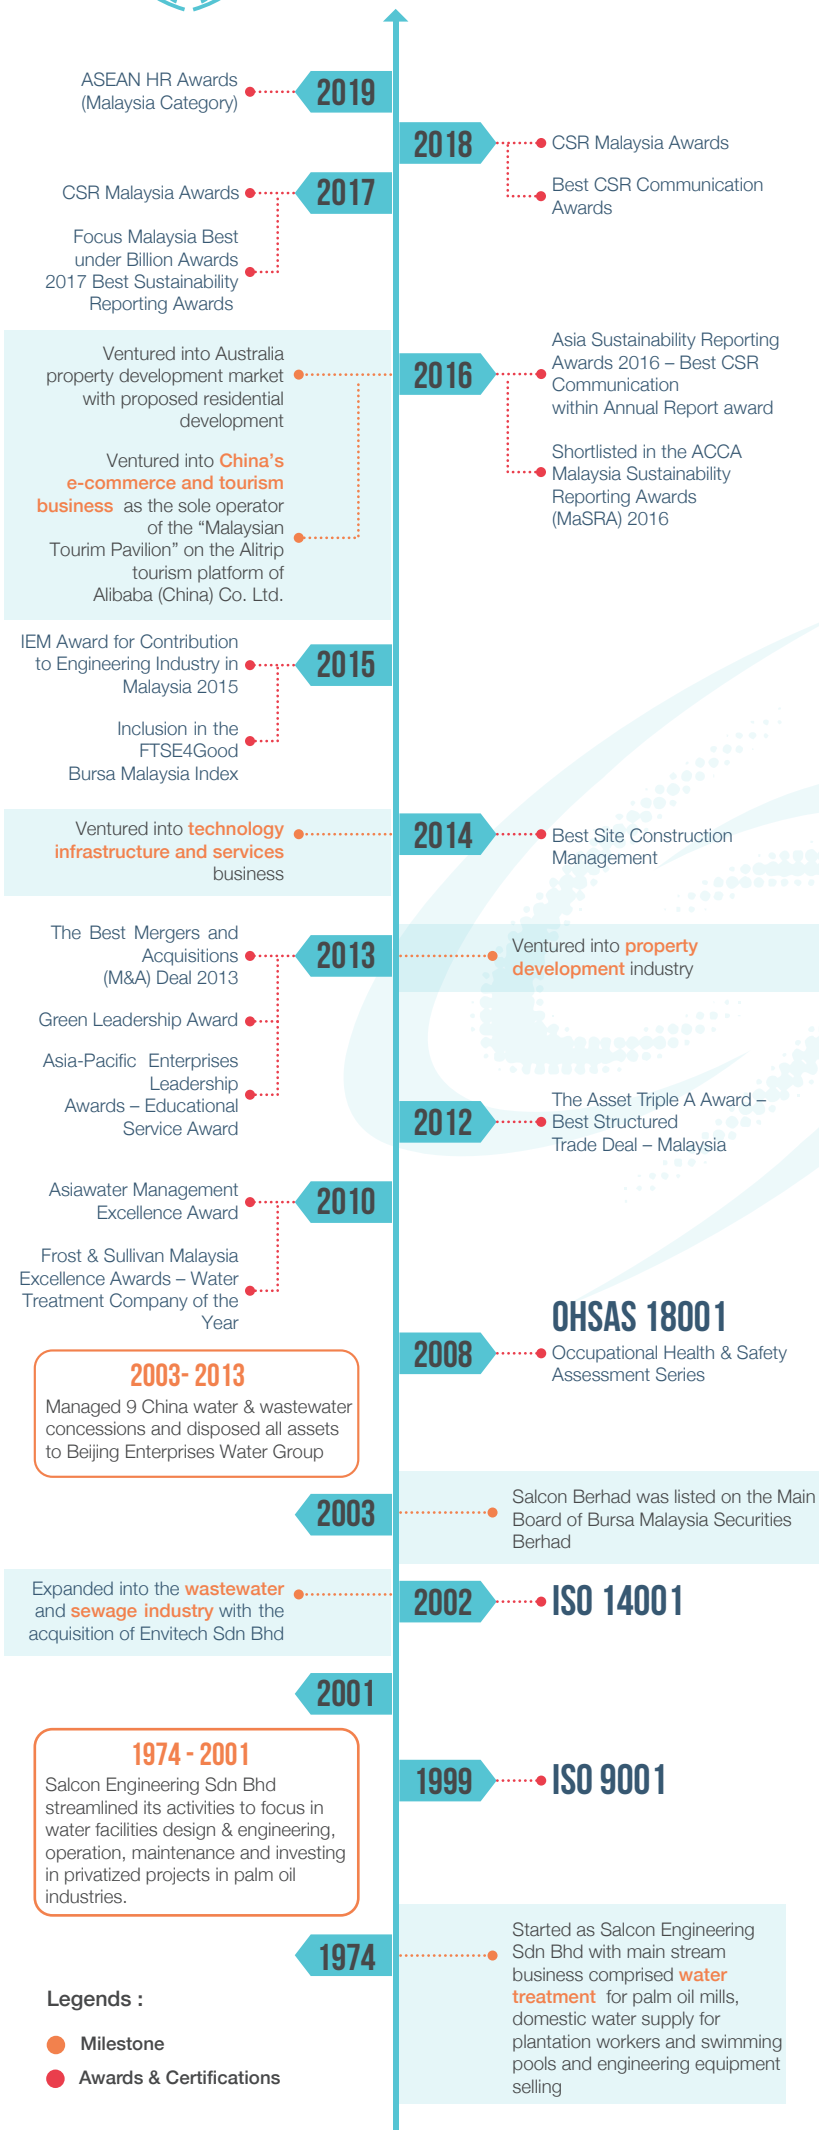 2019
ASEAN HR Awards
(Malaysia Category)
2018
CSR Malaysia Awards
Best CSR Communication
Awards
2017
CSR Malaysia Awards
Focus Malaysia Best
under Billion Awards
2017 Best Sustainability
Reporting Awards
2016
Ventured into Australia
property development market
with proposed residential
development
Ventured into China's
e-commerce and tourism
business as the sole operator
of the “Malaysian
Tourim Pavilion” on the Alitrip
tourism platform of
Alibaba (China) Co. Ltd.
Asia Sustainability Reporting
Awards 2016 – Best CSR
Communication
within Annual Report award
Shortlisted in the ACCA
Malaysia Sustainability
Reporting Awards
(MaSRA) 2016
2015
IEM Award for Contribution
to Engineering Industry in
Malaysia 2015
Inclusion in the
FTSE4Good
Bursa Malaysia Index
2014
Ventured into technology
infrastructure and services
business
Best Site Construction
Management
2013
The Best Mergers and
Acquisitions
(M&A) Deal 2013
Green Leadership Award
Asia-Pacific Enterprises
Leadership
Awards – Educational
Service Award
Ventured into property
development industry
2012
The Asset Triple A Award –
Best Structured
Trade Deal – Malaysia
2010
Asiawater Management
Excellence Award
Frost & Sullivan Malaysia
Excellence Awards – Water
Treatment Company of the
Year
2008
OHSAS 18001
Occupational Health & Safety
Assessment Series
2003- 2013
Managed 9 China water & wastewater
concessions and disposed all assets
to Beijing Enterprises Water Group
2003
Salcon Berhad was listed on the Main
Board of Bursa Malaysia Securities
Berhad
2002
Expanded into the wastewater
and sewage industry with the
acquisition of Envitech Sdn Bhd
ISO 14001
2001
1974 - 2001
Salcon Engineering Sdn Bhd
streamlined its activities to focus in
water facilities design & engineering,
operation, maintenance and investing
in privatized projects in palm oil
industries.
1999
ISO 9001
1974
Started as Salcon Engineering
Sdn Bhd with main stream
business comprised water
treatment for palm oil mills,
domestic water supply for
plantation workers and swimming
pools and engineering equipment
selling
Legends :
Milestone
Awards & Certifications